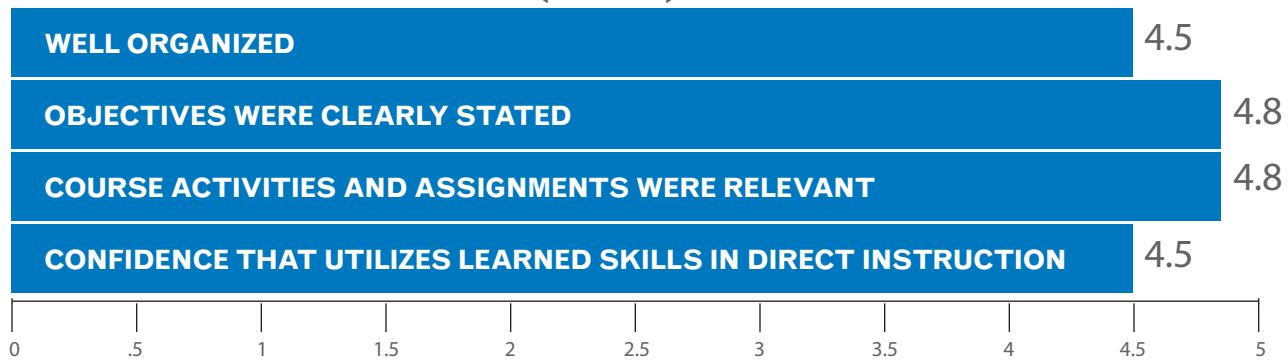 WELL ORGANIZED 4.5
OBJECTIVES WERE CLEARLY STATED 4.8
COURSE ACTIVITIES AND ASSIGNMENTS WERE RELEVANT 4.8
CONFIDENCE THAT UTILIZES LEARNED SKILLS IN DIRECT INSTRUCTION 4.5
0 .5 1 1.5 2 2.5 3 3.5 4 4.5 5